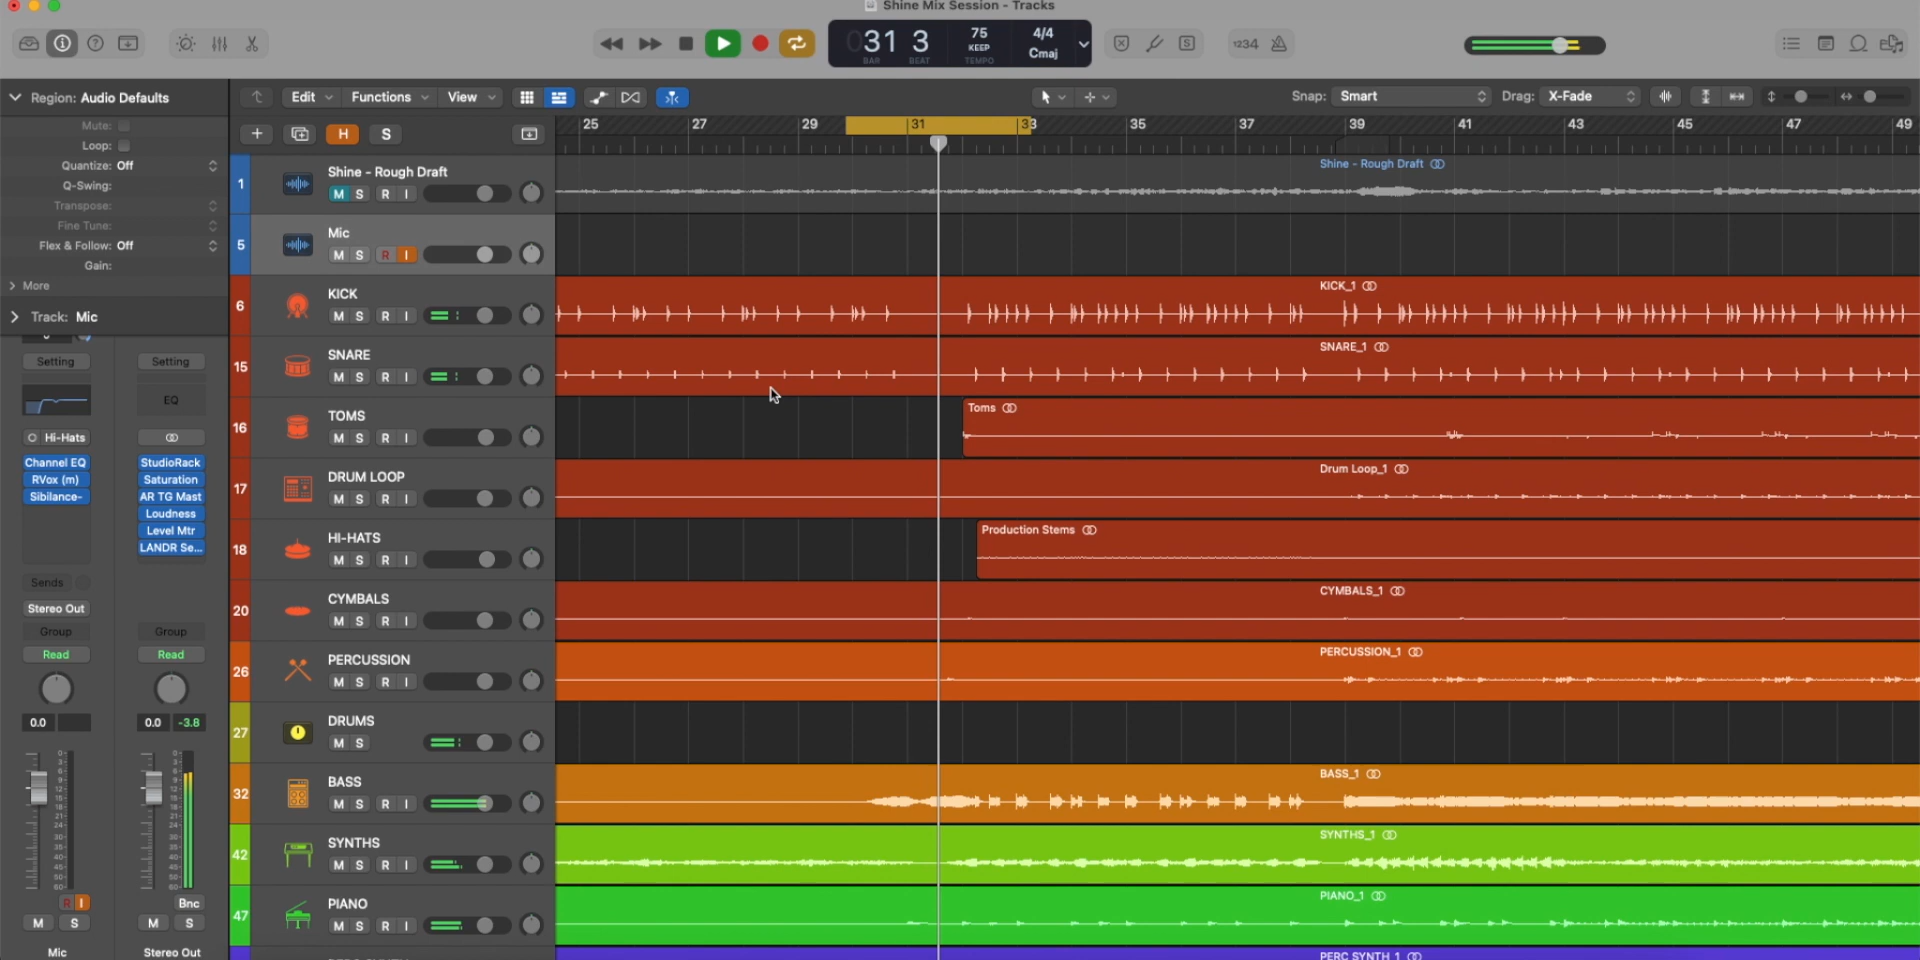 Shine Mix Session - Tracks
31 3
BAR BEAT
75
KEEP
TEMPO
4/4
Cmaj
1234
Region: Audio Defaults
Mute:
Loop:
Quantize: Off
Q-Swing:
Transpose:
Fine Tune:
Flex & Follow: Off
Gain:
More
Track: Mic
Edit Functions View
Snap: Smart Drag: X-Fade
H S
25 27 29 31 33 35 37 39 41 43 45 47 49
1 Shine - Rough Draft
M S R I
Shine - Rough Draft
5 Mic
M S R I
6 KICK
M S R I
KICK_1
15 SNARE
M S R I
SNARE_1
16 TOMS
M S R I
Toms
17 DRUM LOOP
M S R I
Drum Loop_1
18 HI-HATS
M S R I
Production Stems
20 CYMBALS
M S R I
CYMBALS_1
26 PERCUSSION
M S R I
PERCUSSION_1
27 DRUMS
M S
32 BASS
M S R I
BASS_1
42 SYNTHS
M S R I
SYNTHS_1
47 PIANO
M S R I
PIANO_1
PERC SYNTH 1
Setting Setting
EQ
Hi-Hats
Channel EQ StudioRack
RVox (m) Saturation
Sibilance- AR TG Mast
Loudness
Level Mtr
LANDR Se...
Sends
Stereo Out
Group Group
Read Read
0.0 0.0 -3.8
R I Bnc
M S M S
Mic Stereo Out